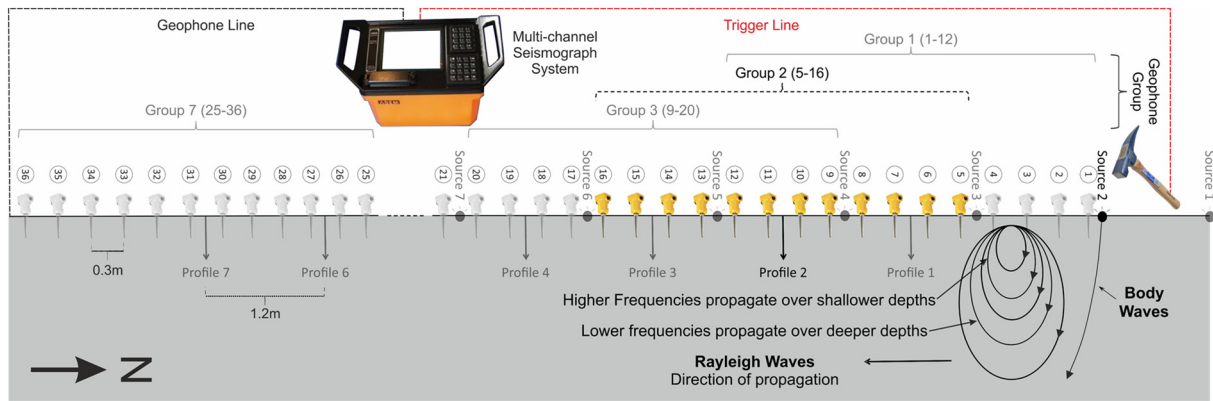 Geophone Line
Trigger Line
Multi-channel
Seismograph
System
Group 1 (1-12)
Group 2 (5-16)
Group 3 (9-20)
Group 7 (25-36)
Geophone
Group
36 35 34 33 32 31 30 29 28 27 26 25 21 Source 7 20 19 18 17 Source 6 16 15 14 13 Source 5 12 11 10 9 Source 4 8 7 6 5 Source 3 4 3 2 1 Source 2 Source 1
0.3m
Profile 7
Profile 6
Profile 4
Profile 3
Profile 2
Profile 1
1.2m
Higher Frequencies propagate over shallower depths
Lower frequencies propagate over deeper depths
Body
Waves
Rayleigh Waves
Direction of propagation
N